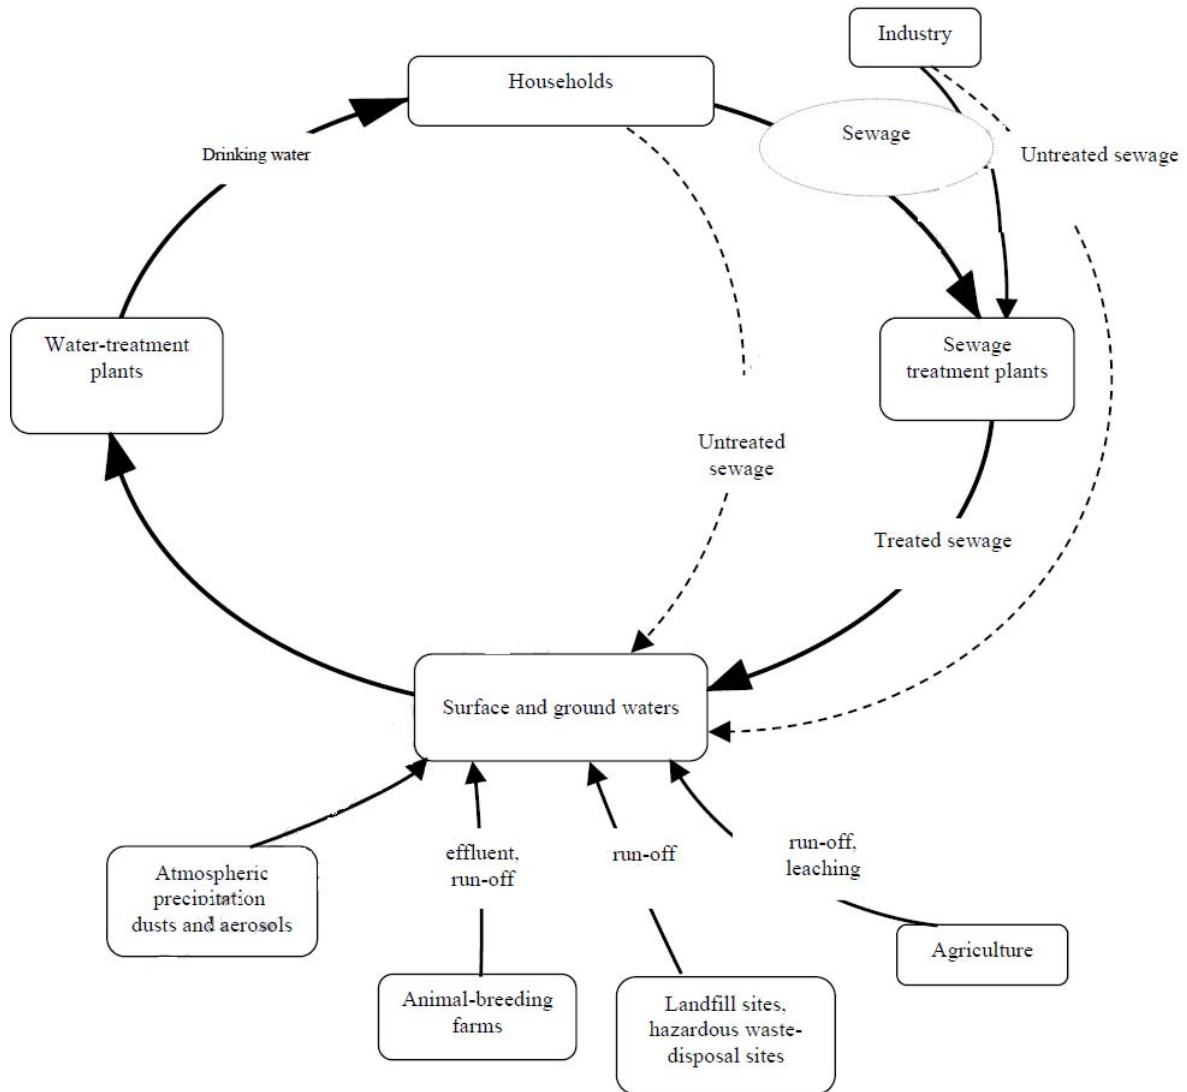 Industry
Households
Sewage
Untreated sewage
Drinking water
Water-treatment
plants
Sewage
treatment plants
Untreated
sewage
Treated sewage
Surface and ground waters
effluent,
run-off
run-off
run-off,
leaching
Atmospheric
precipitation
dusts and aerosols
Agriculture
Animal-breeding
farms
Landfill sites,
hazardous waste-
disposal sites